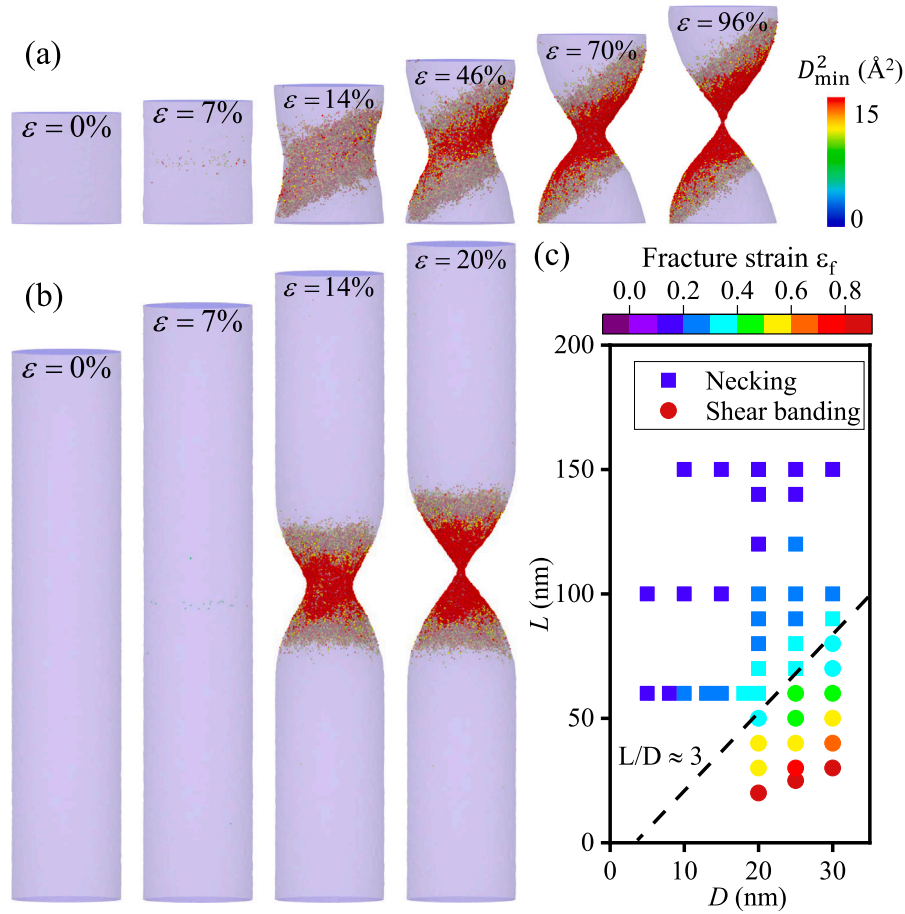 (a)
ε = 0%
ε = 7%
ε = 14%
ε = 46%
ε = 70%
ε = 96%
D²min (Å²)
15
0
(b)
ε = 0%
ε = 7%
ε = 14%
ε = 20%
(c)
Fracture strain εf
0.0 0.2 0.4 0.6 0.8
Necking
Shear banding
200
150
100
50
0
L (nm)
L/D ≈ 3
0 10 20 30
D (nm)